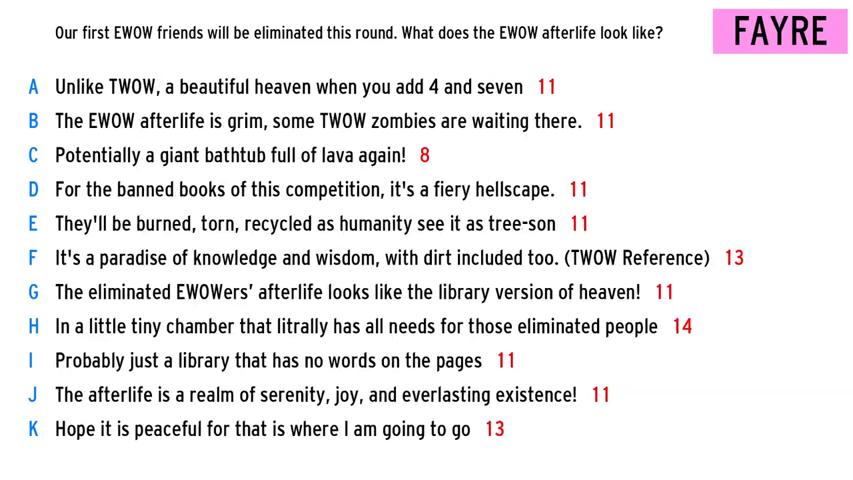 Our first EWOW friends will be eliminated this round. What does the EWOW afterlife look like?
FAYRE
A Unlike TWOW, a beautiful heaven when you add 4 and seven 11
B The EWOW afterlife is grim, some TWOW zombies are waiting there. 11
C Potentially a giant bathtub full of lava again! 8
D For the banned books of this competition, it's a fiery hellscape. 11
E They'll be burned, torn, recycled as humanity see it as tree-son 11
F It's a paradise of knowledge and wisdom, with dirt included too. (TWOW Reference) 13
G The eliminated EWOWers’ afterlife looks like the library version of heaven! 11
H In a little tiny chamber that litrally has all needs for those eliminated people 14
I Probably just a library that has no words on the pages 11
J The afterlife is a realm of serenity, joy, and everlasting existence! 11
K Hope it is peaceful for that is where I am going to go 13